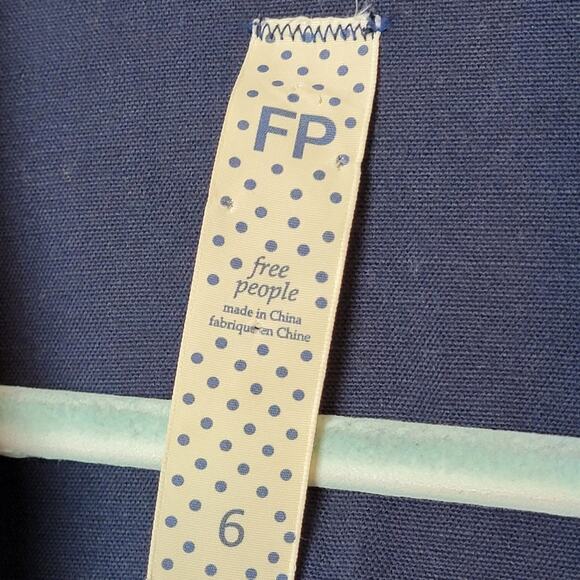 FP
free
people
made in China
fabriqué en Chine
6